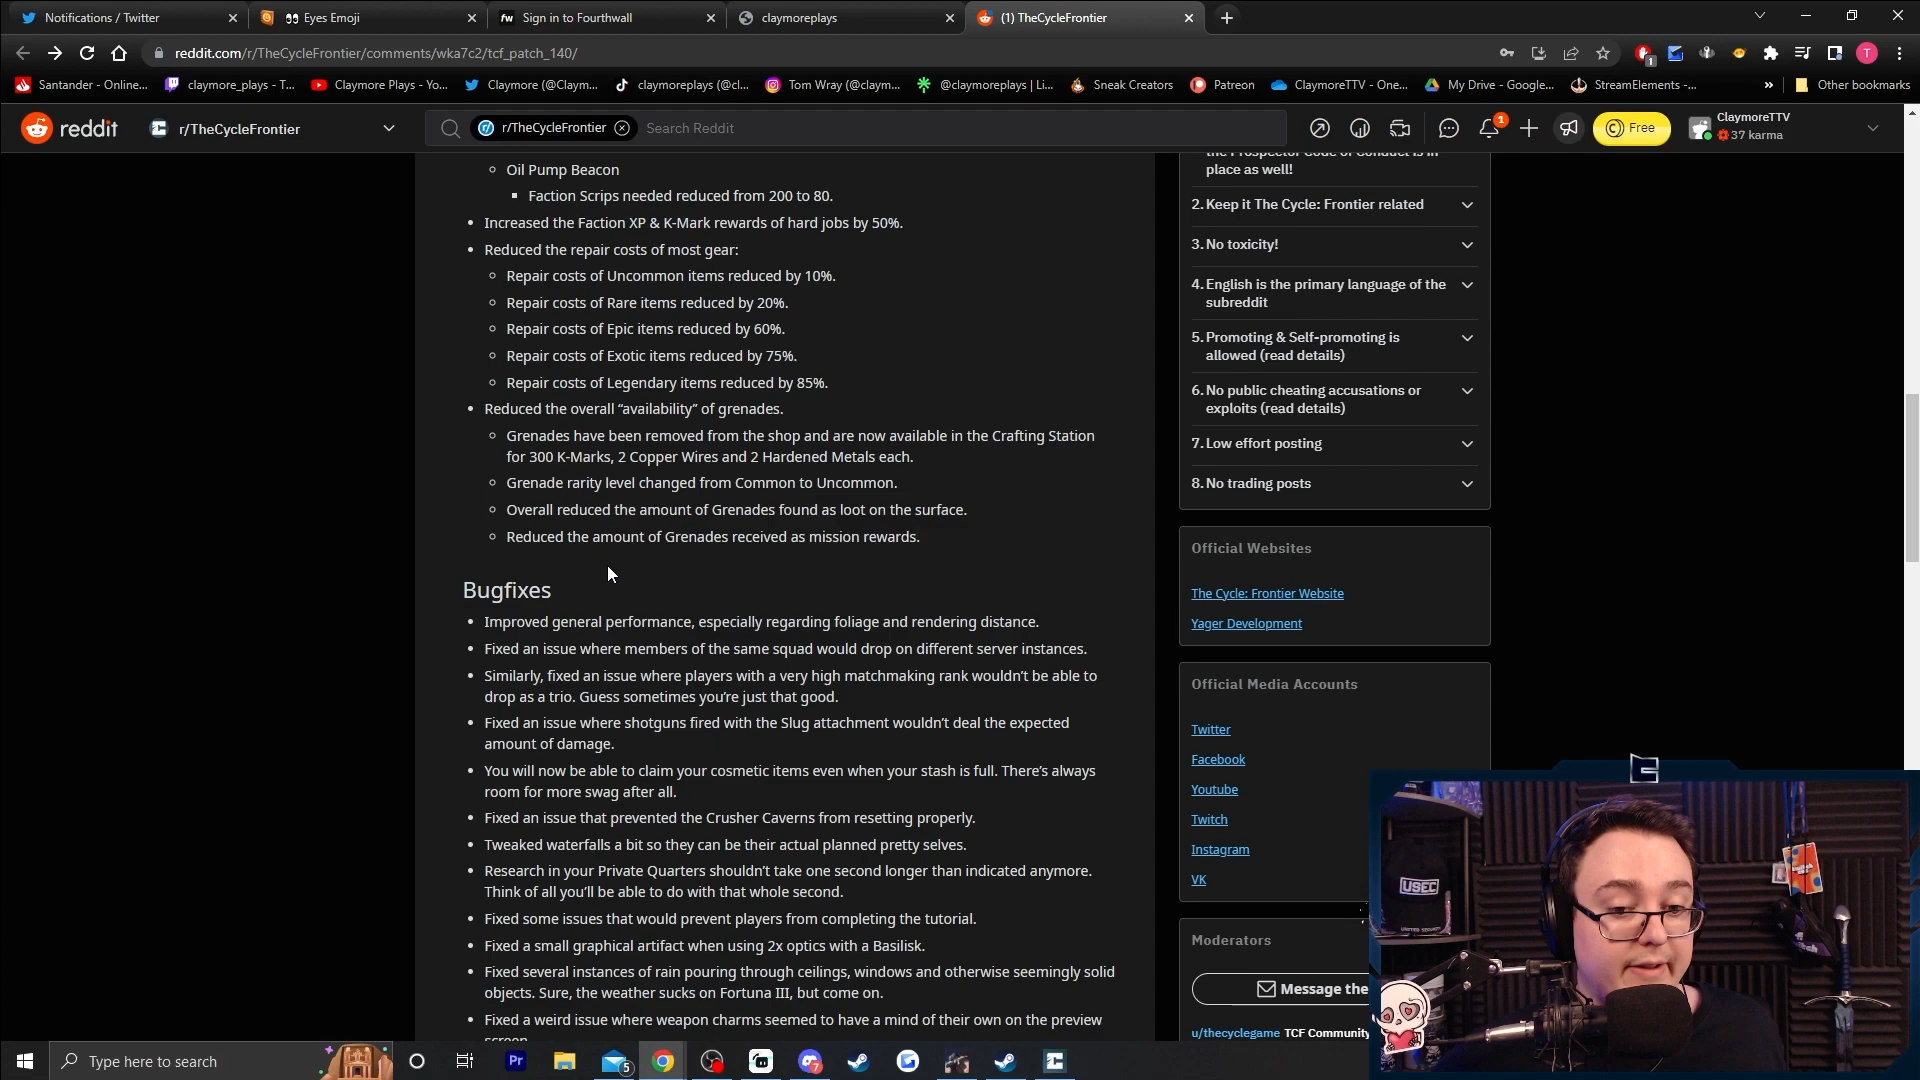 Notifications / Twitter
👀 Eyes Emoji
fw Sign in to Fourthwall
claymoreplays
(1) TheCycleFrontier
reddit.com/r/TheCycleFrontier/comments/wka7c2/tcf_patch_140/
1
T
Santander - Online...
claymore_plays - T...
Claymore Plays - Yo...
Claymore (@Claym...
claymoreplays (@cl...
Tom Wray (@claym...
@claymoreplays | Li...
Sneak Creators
Patreon
ClaymoreTTV - One...
My Drive - Google...
StreamElements -...
»
Other bookmarks
reddit
r/TheCycleFrontier
r/TheCycleFrontier
Search Reddit
1
Free
ClaymoreTTV
37 karma
Oil Pump Beacon
Faction Scrips needed reduced from 200 to 80.
Increased the Faction XP & K-Mark rewards of hard jobs by 50%.
Reduced the repair costs of most gear:
Repair costs of Uncommon items reduced by 10%.
Repair costs of Rare items reduced by 20%.
Repair costs of Epic items reduced by 60%.
Repair costs of Exotic items reduced by 75%.
Repair costs of Legendary items reduced by 85%.
Reduced the overall “availability” of grenades.
Grenades have been removed from the shop and are now available in the Crafting Station
for 300 K-Marks, 2 Copper Wires and 2 Hardened Metals each.
Grenade rarity level changed from Common to Uncommon.
Overall reduced the amount of Grenades found as loot on the surface.
Reduced the amount of Grenades received as mission rewards.
Bugfixes
Improved general performance, especially regarding foliage and rendering distance.
Fixed an issue where members of the same squad would drop on different server instances.
Similarly, fixed an issue where players with a very high matchmaking rank wouldn’t be able to
drop as a trio. Guess sometimes you’re just that good.
Fixed an issue where shotguns fired with the Slug attachment wouldn’t deal the expected
amount of damage.
You will now be able to claim your cosmetic items even when your stash is full. There’s always
room for more swag after all.
Fixed an issue that prevented the Crusher Caverns from resetting properly.
Tweaked waterfalls a bit so they can be their actual planned pretty selves.
Research in your Private Quarters shouldn’t take one second longer than indicated anymore.
Think of all you’ll be able to do with that whole second.
Fixed some issues that would prevent players from completing the tutorial.
Fixed a small graphical artifact when using 2x optics with a Basilisk.
Fixed several instances of rain pouring through ceilings, windows and otherwise seemingly solid
objects. Sure, the weather sucks on Fortuna III, but come on.
Fixed a weird issue where weapon charms seemed to have a mind of their own on the preview
screen.
the Prospector Code of Conduct is in
place as well!
2. Keep it The Cycle: Frontier related
3. No toxicity!
4. English is the primary language of the
subreddit
5. Promoting & Self-promoting is
allowed (read details)
6. No public cheating accusations or
exploits (read details)
7. Low effort posting
8. No trading posts
Official Websites
The Cycle: Frontier Website
Yager Development
Official Media Accounts
Twitter
Facebook
Youtube
Twitch
Instagram
VK
Moderators
Message the
u/thecyclegame TCF Community
USEC
Type here to search
Pr
5
7